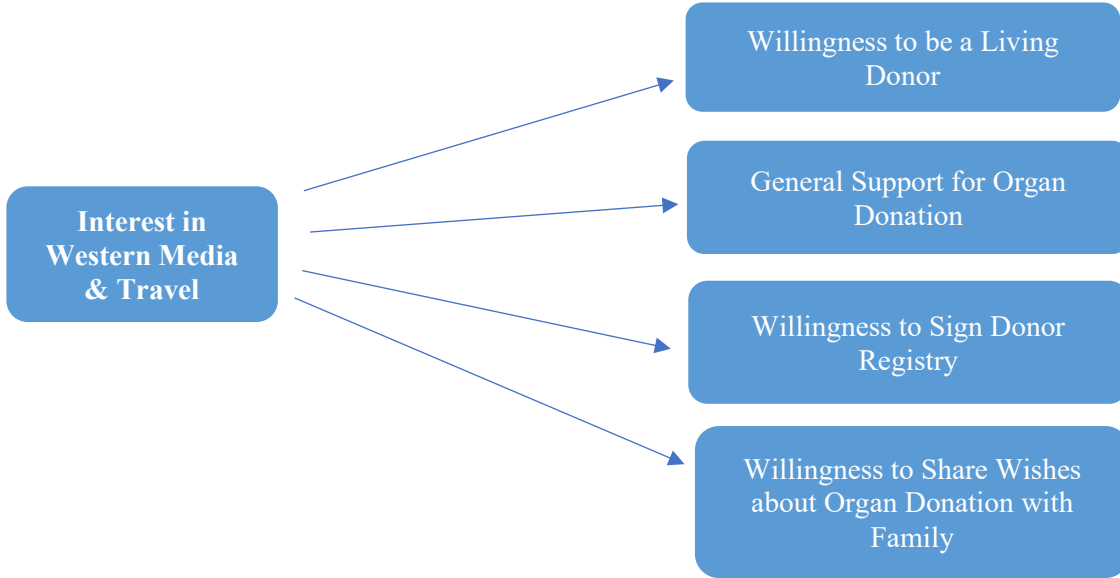 Willingness to be a Living
Donor
General Support for Organ
Donation
Interest in
Western Media
& Travel
Willingness to Sign Donor
Registry
Willingness to Share Wishes
about Organ Donation with
Family